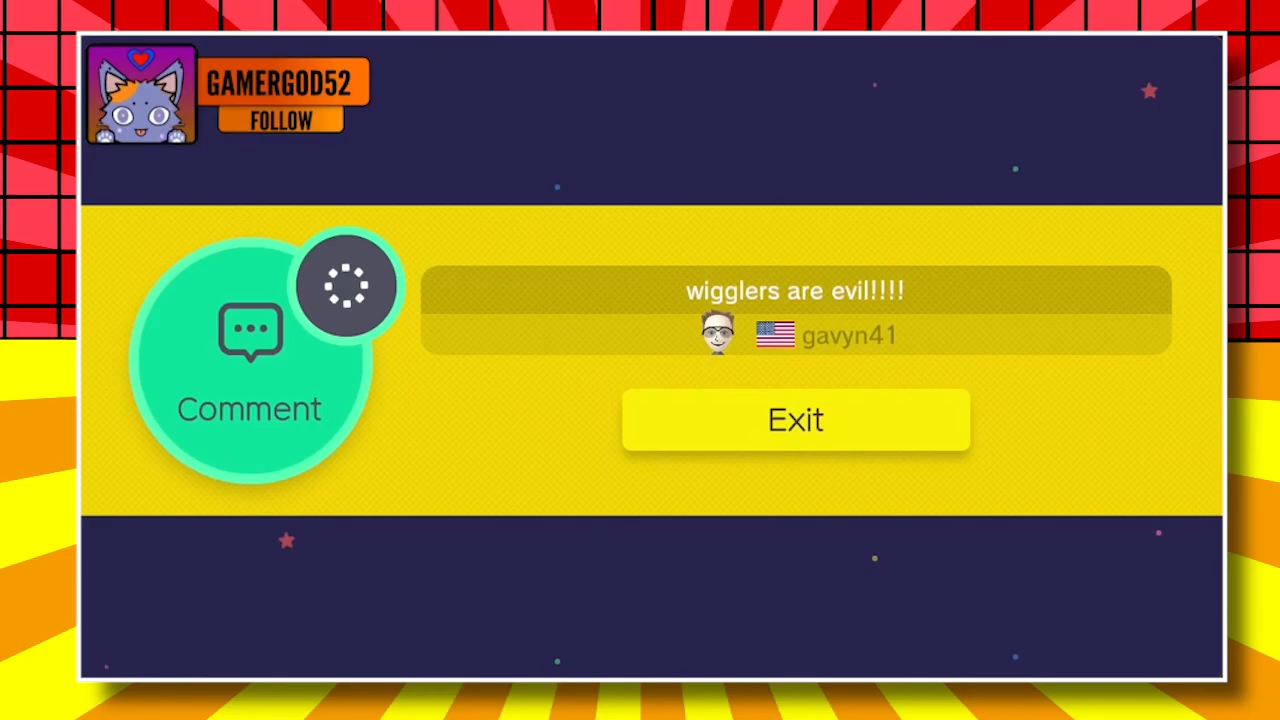 GAMERGOD52
FOLLOW
wigglers are evil!!!!
gavyn41
Comment
Exit